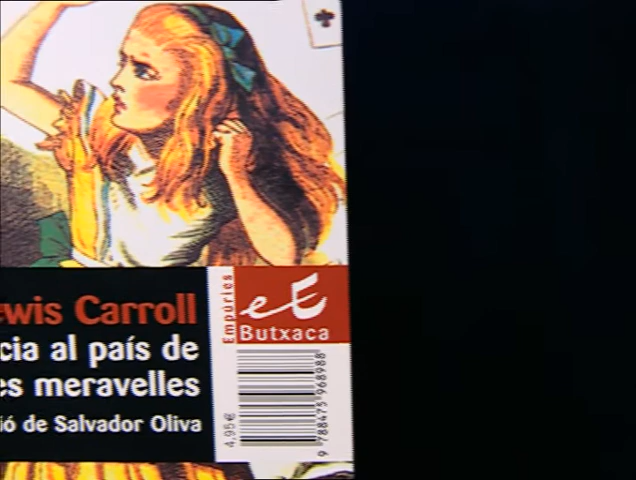 ewis Carroll
cia al país de
es meravelles
ió de Salvador Oliva
Empúries
eE
Butxaca
4,95 €
9 788475 968988